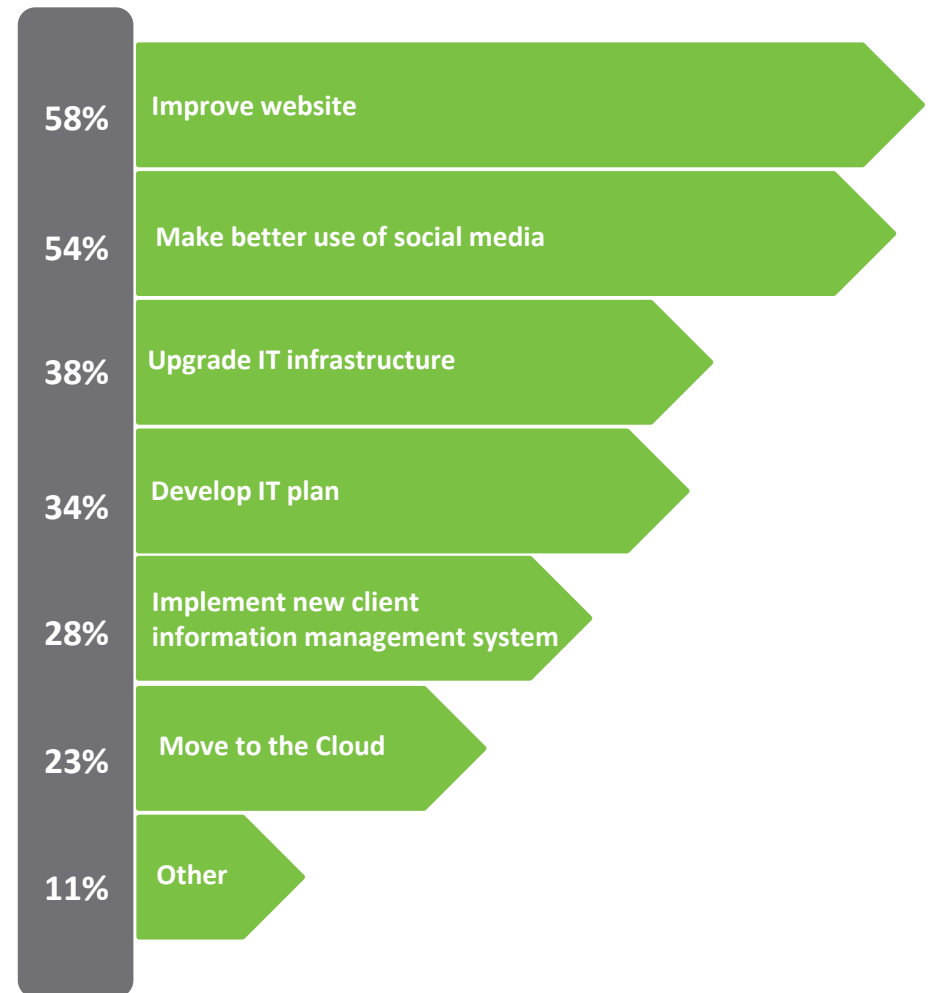 58% Improve website
54% Make better use of social media
38% Upgrade IT infrastructure
34% Develop IT plan
28% Implement new client
information management system
23% Move to the Cloud
11% Other